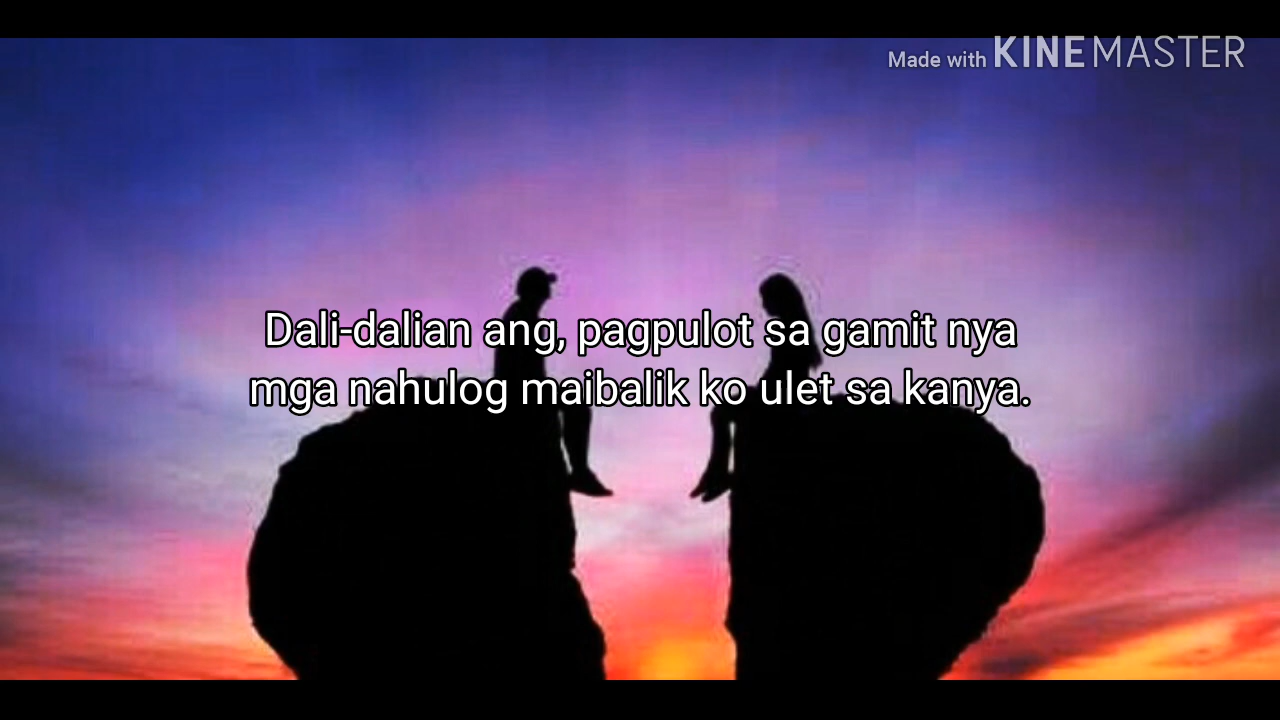 Made with KINEMASTER
Dali-dalian ang, pagpulot sa gamit nya
mga nahulog maibalik ko ulet sa kanya.